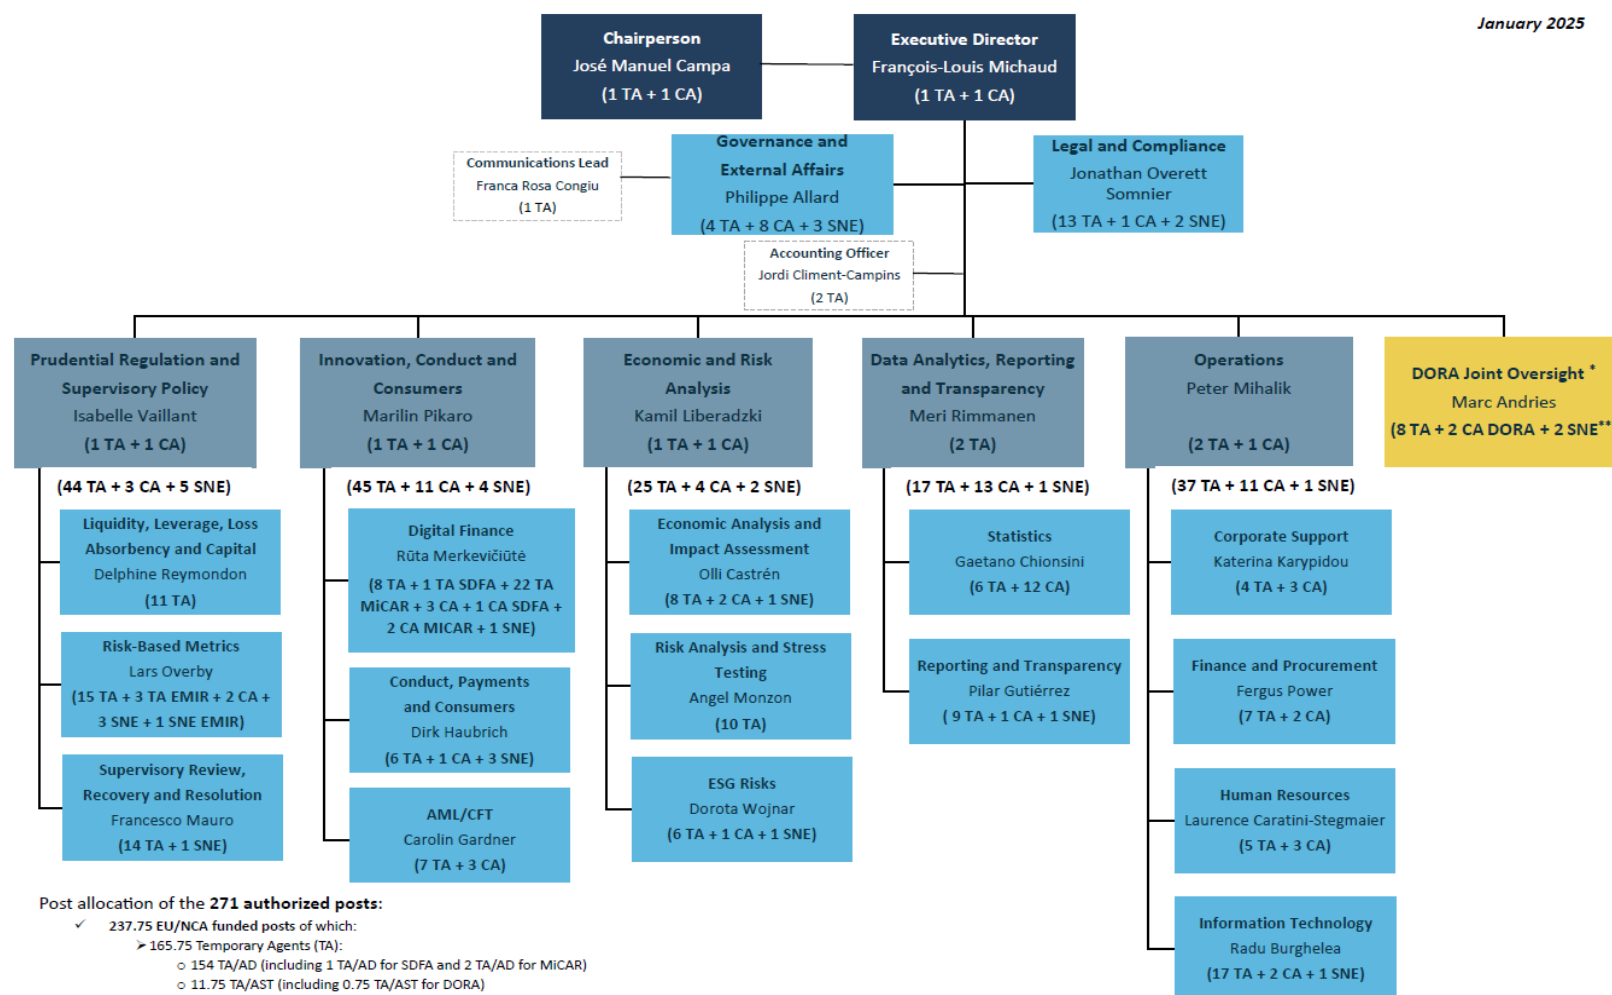 January 2025
Chairperson
José Manuel Campa
(1 TA + 1 CA)
Executive Director
François-Louis Michaud
(1 TA + 1 CA)
Communications Lead
Franca Rosa Congiu
(1 TA)
Governance and
External Affairs
Philippe Allard
(4 TA + 8 CA + 3 SNE)
Legal and Compliance
Jonathan Overett
Somnier
(13 TA + 1 CA + 2 SNE)
Accounting Officer
Jordi Climent-Campins
(2 TA)
Prudential Regulation and
Supervisory Policy
Isabelle Vaillant
(1 TA + 1 CA)
(44 TA + 3 CA + 5 SNE)
Liquidity, Leverage, Loss
Absorbency and Capital
Delphine Reymondon
(11 TA)
Risk-Based Metrics
Lars Overby
(15 TA + 3 TA EMIR + 2 CA +
3 SNE + 1 SNE EMIR)
Supervisory Review,
Recovery and Resolution
Francesco Mauro
(14 TA + 1 SNE)
Innovation, Conduct and
Consumers
Marilin Pikaro
(1 TA + 1 CA)
(45 TA + 11 CA + 4 SNE)
Digital Finance
Rūta Merkevičiūtė
(8 TA + 1 TA SDFA + 22 TA
MiCAR + 3 CA + 1 CA SDFA +
2 CA MICAR + 1 SNE)
Conduct, Payments
and Consumers
Dirk Haubrich
(6 TA + 1 CA + 3 SNE)
AML/CFT
Carolin Gardner
(7 TA + 3 CA)
Economic and Risk
Analysis
Kamil Liberadzki
(1 TA + 1 CA)
(25 TA + 4 CA + 2 SNE)
Economic Analysis and
Impact Assessment
Olli Castrén
(8 TA + 2 CA + 1 SNE)
Risk Analysis and Stress
Testing
Angel Monzon
(10 TA)
ESG Risks
Dorota Wojnar
(6 TA + 1 CA + 1 SNE)
Data Analytics, Reporting
and Transparency
Meri Rimmanen
(2 TA)
(17 TA + 13 CA + 1 SNE)
Statistics
Gaetano Chionsini
(6 TA + 12 CA)
Reporting and Transparency
Pilar Gutiérrez
( 9 TA + 1 CA + 1 SNE)
Operations
Peter Mihalik
(2 TA + 1 CA)
(37 TA + 11 CA + 1 SNE)
Corporate Support
Katerina Karypidou
(4 TA + 3 CA)
Finance and Procurement
Fergus Power
(7 TA + 2 CA)
Human Resources
Laurence Caratini-Stegmaier
(5 TA + 3 CA)
Information Technology
Radu Burghelea
(17 TA + 2 CA + 1 SNE)
DORA Joint Oversight *
Marc Andries
(8 TA + 2 CA DORA + 2 SNE**
Post allocation of the 271 authorized posts:
✓ 237.75 EU/NCA funded posts of which:
➢ 165.75 Temporary Agents (TA):
o 154 TA/AD (including 1 TA/AD for SDFA and 2 TA/AD for MiCAR)
o 11.75 TA/AST (including 0.75 TA/AST for DORA)